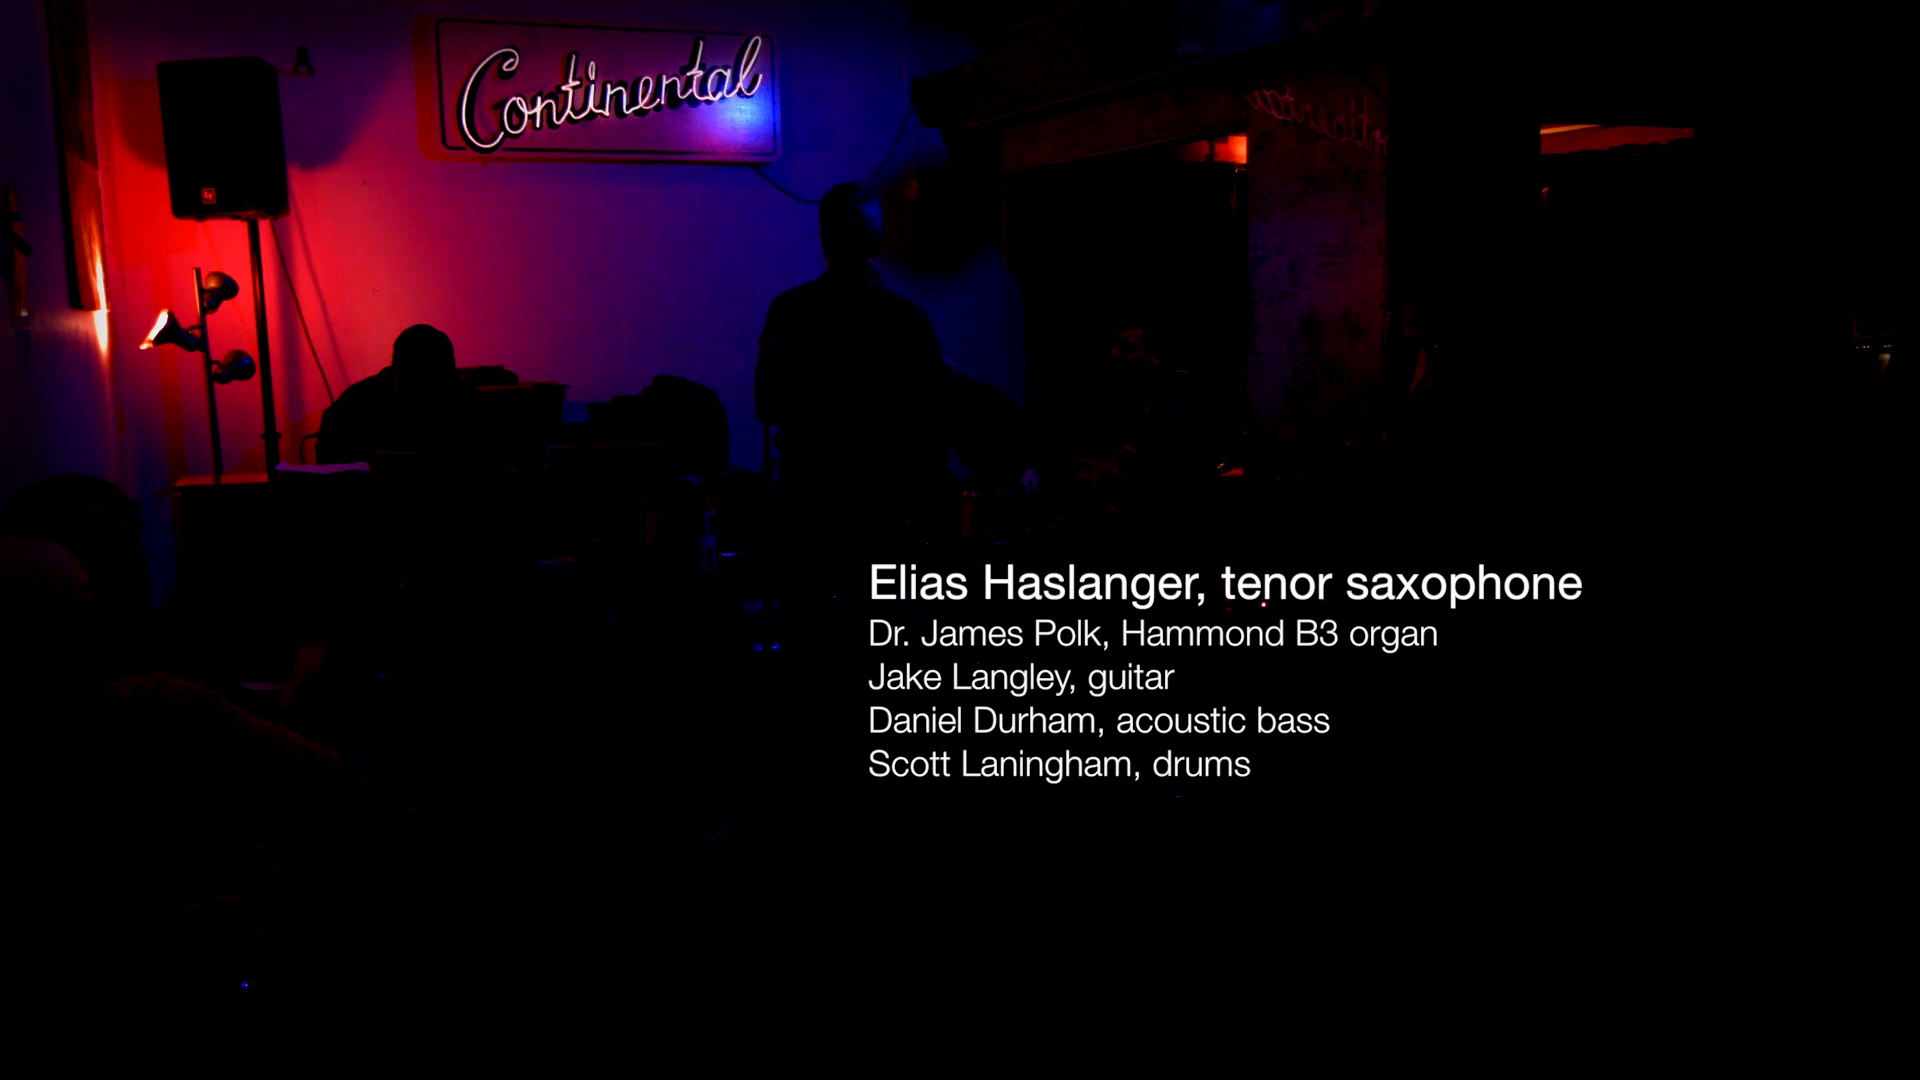 Continental
Elias Haslanger, tenor saxophone
Dr. James Polk, Hammond B3 organ
Jake Langley, guitar
Daniel Durham, acoustic bass
Scott Laningham, drums